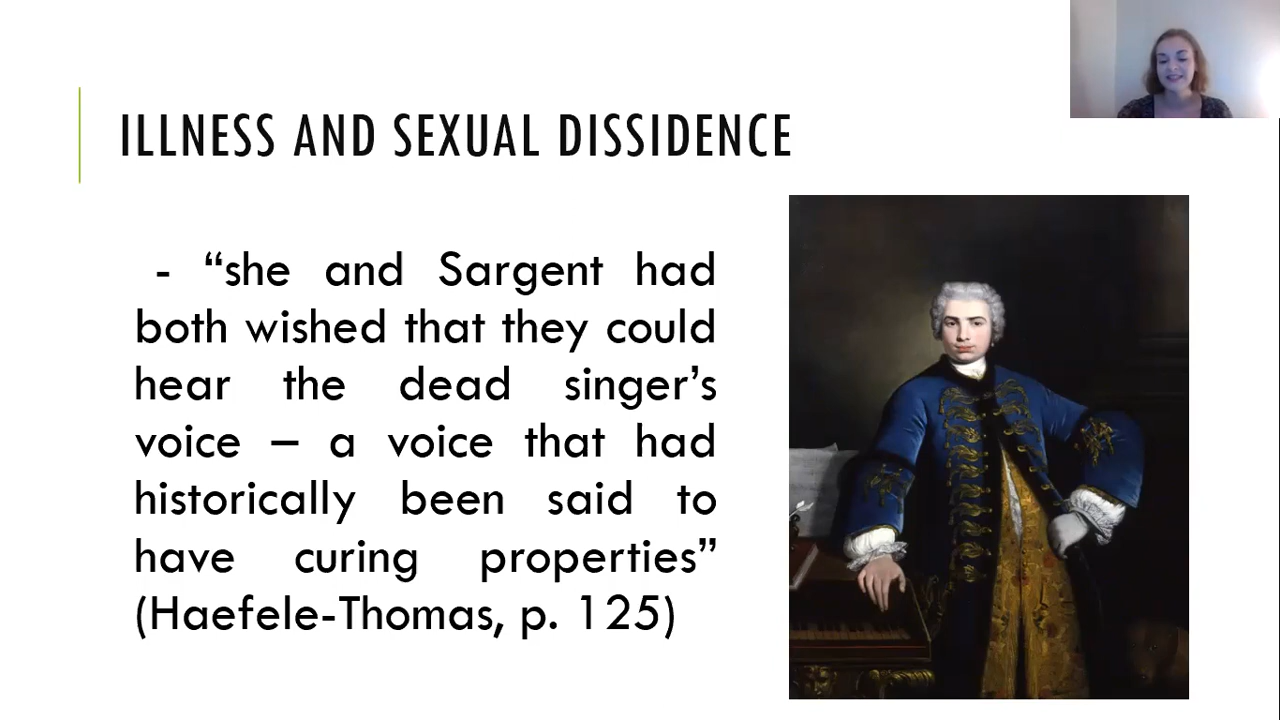 ILLNESS AND SEXUAL DISSIDENCE
- “she and Sargent had
both wished that they could
hear the dead singer’s
voice – a voice that had
historically been said to
have curing properties”
(Haefele-Thomas, p. 125)